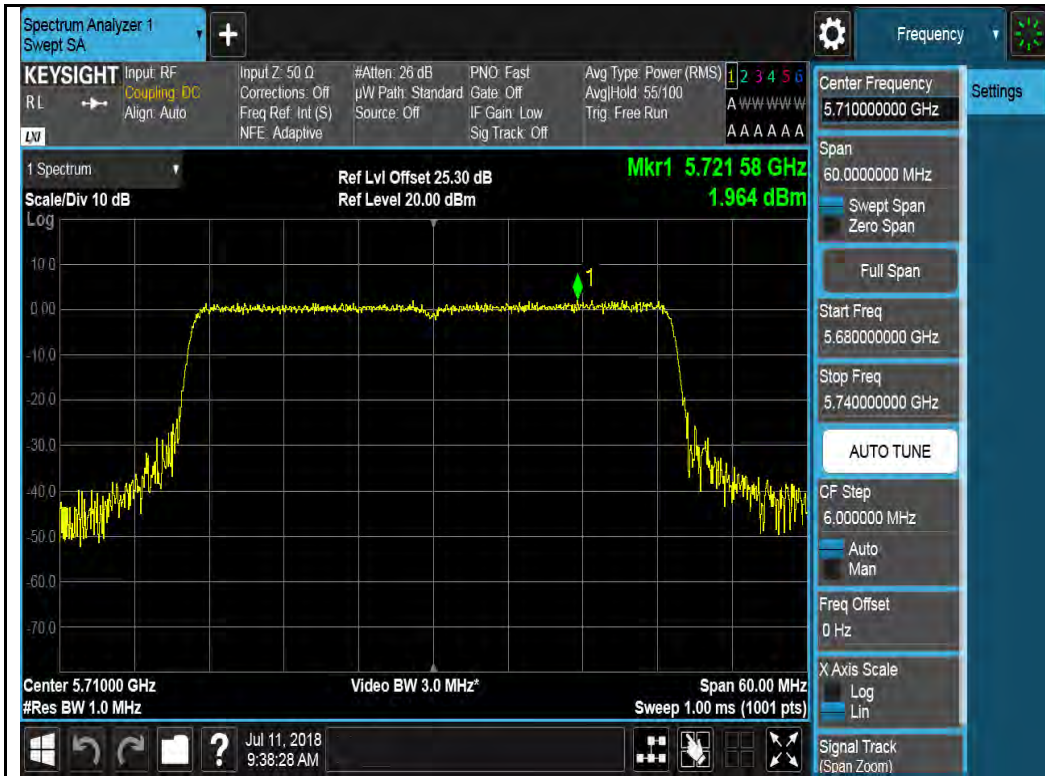 Spectrum Analyzer 1
Swept SA
+
Frequency
KEYSIGHT
RL
LXI
Input: RF
Coupling: DC
Align: Auto
Input Z: 50 Ω
Corrections: Off
Freq Ref: Int (S)
NFE: Adaptive
#Atten: 26 dB
µW Path: Standard
Source: Off
PNO: Fast
Gate: Off
IF Gain: Low
Sig Track: Off
Avg Type: Power (RMS)
Avg|Hold: 55/100
Trig: Free Run
1 2 3 4 5 6
A W W W W W
A A A A A A
1 Spectrum
Scale/Div 10 dB
Log
Ref Lvl Offset 25.30 dB
Ref Level 20.00 dBm
Mkr1 5.721 58 GHz
1.964 dBm
1
10.0
0.00
-10.0
-20.0
-30.0
-40.0
-50.0
-60.0
-70.0
Center 5.71000 GHz
#Res BW 1.0 MHz
Video BW 3.0 MHz*
Span 60.00 MHz
Sweep 1.00 ms (1001 pts)
Center Frequency
5.710000000 GHz
Settings
Span
60.0000000 MHz
Swept Span
Zero Span
Full Span
Start Freq
5.680000000 GHz
Stop Freq
5.740000000 GHz
AUTO TUNE
CF Step
6.000000 MHz
Auto
Man
Freq Offset
0 Hz
X Axis Scale
Log
Lin
Signal Track
(Span Zoom)
?
Jul 11, 2018
9:38:28 AM